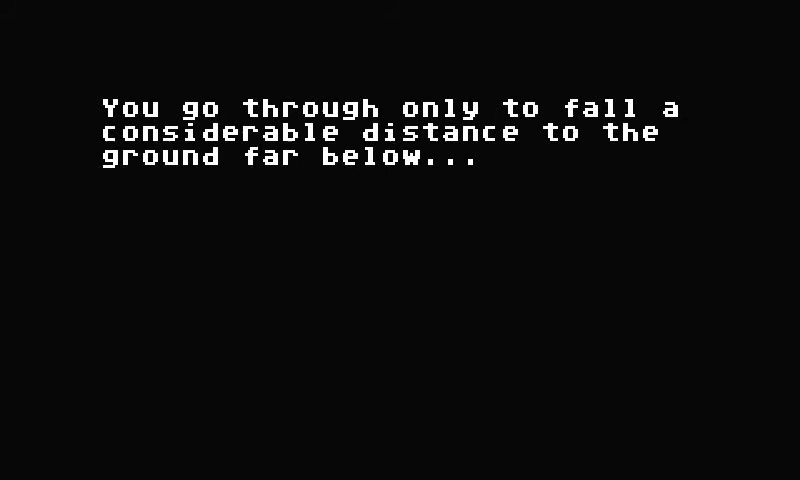 You go through only to fall a
considerable distance to the
ground far below...